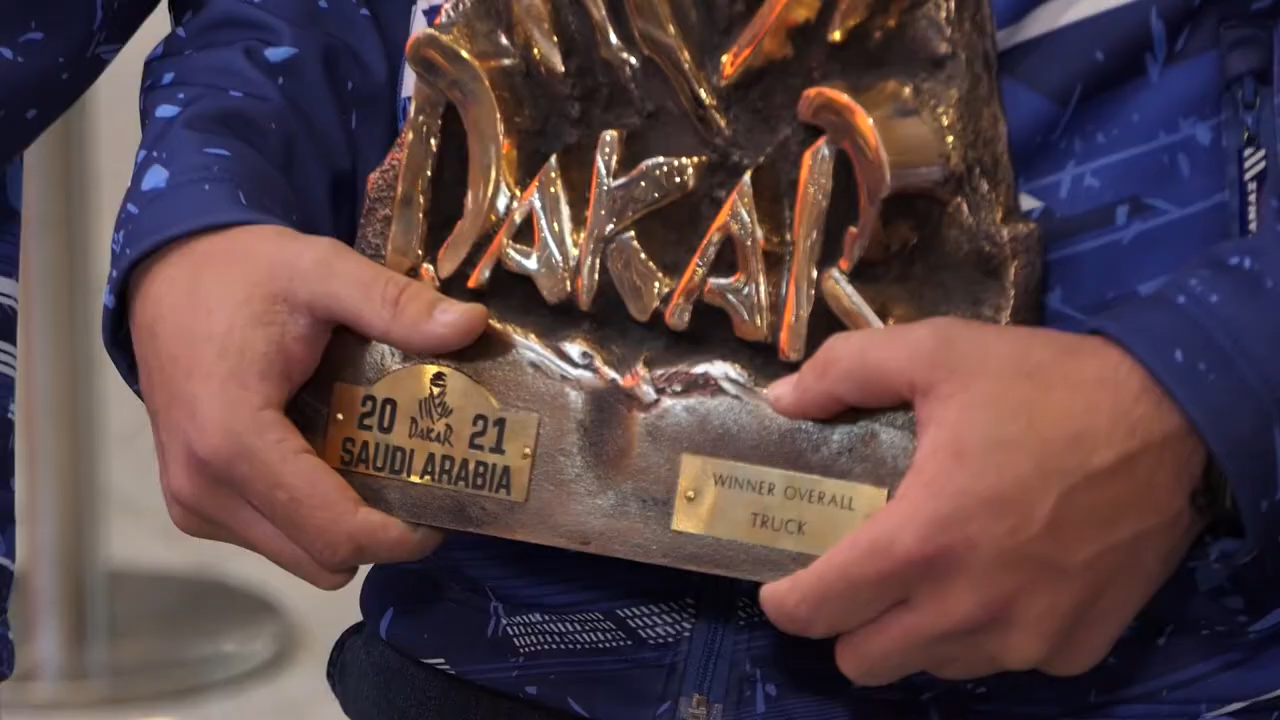 DAKAR
20 21
DAKAR
SAUDI ARABIA
WINNER OVERALL
TRUCK